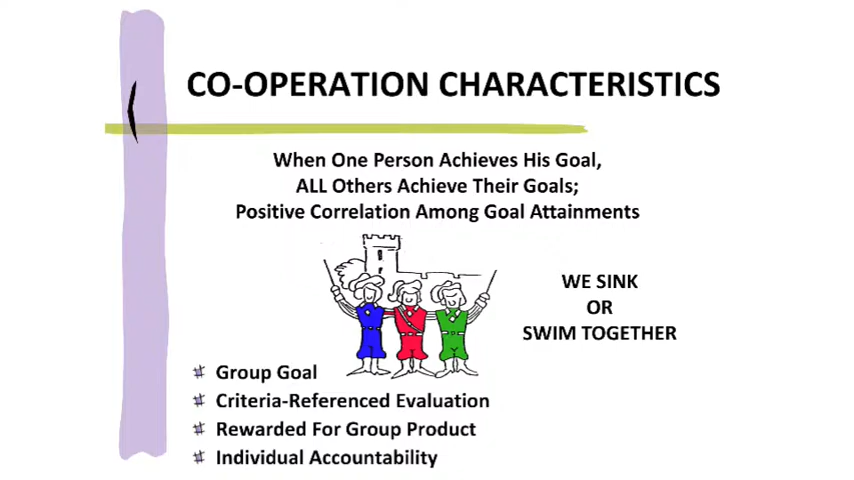 CO-OPERATION CHARACTERISTICS
When One Person Achieves His Goal,
ALL Others Achieve Their Goals;
Positive Correlation Among Goal Attainments
WE SINK
OR
SWIM TOGETHER
Group Goal
Criteria-Referenced Evaluation
Rewarded For Group Product
Individual Accountability